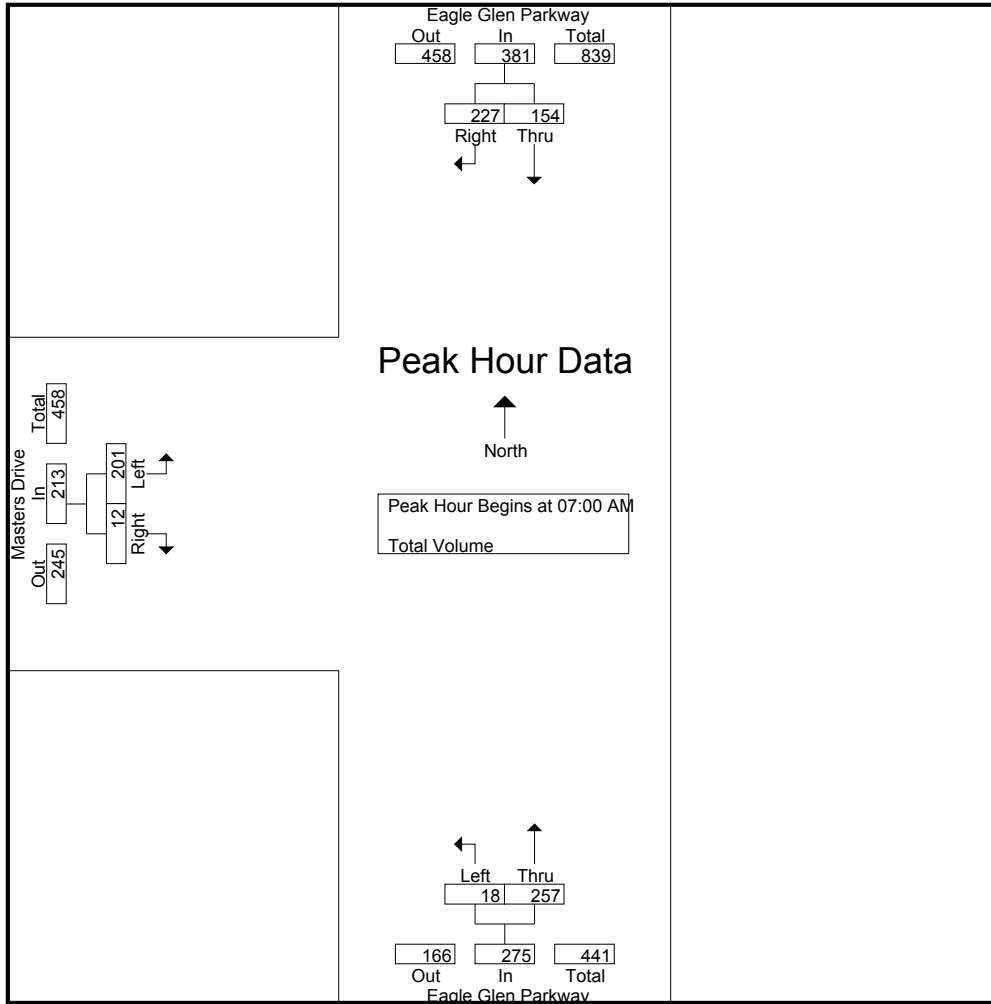 Eagle Glen Parkway
Out In Total
458 381 839
227 154
Right Thru
Peak Hour Data
North
Peak Hour Begins at 07:00 AM
Total Volume
Masters Drive
Out In Total
245 213 458
12 201
Right Left
Left Thru
18 257
166 275 441
Out In Total
Eagle Glen Parkway